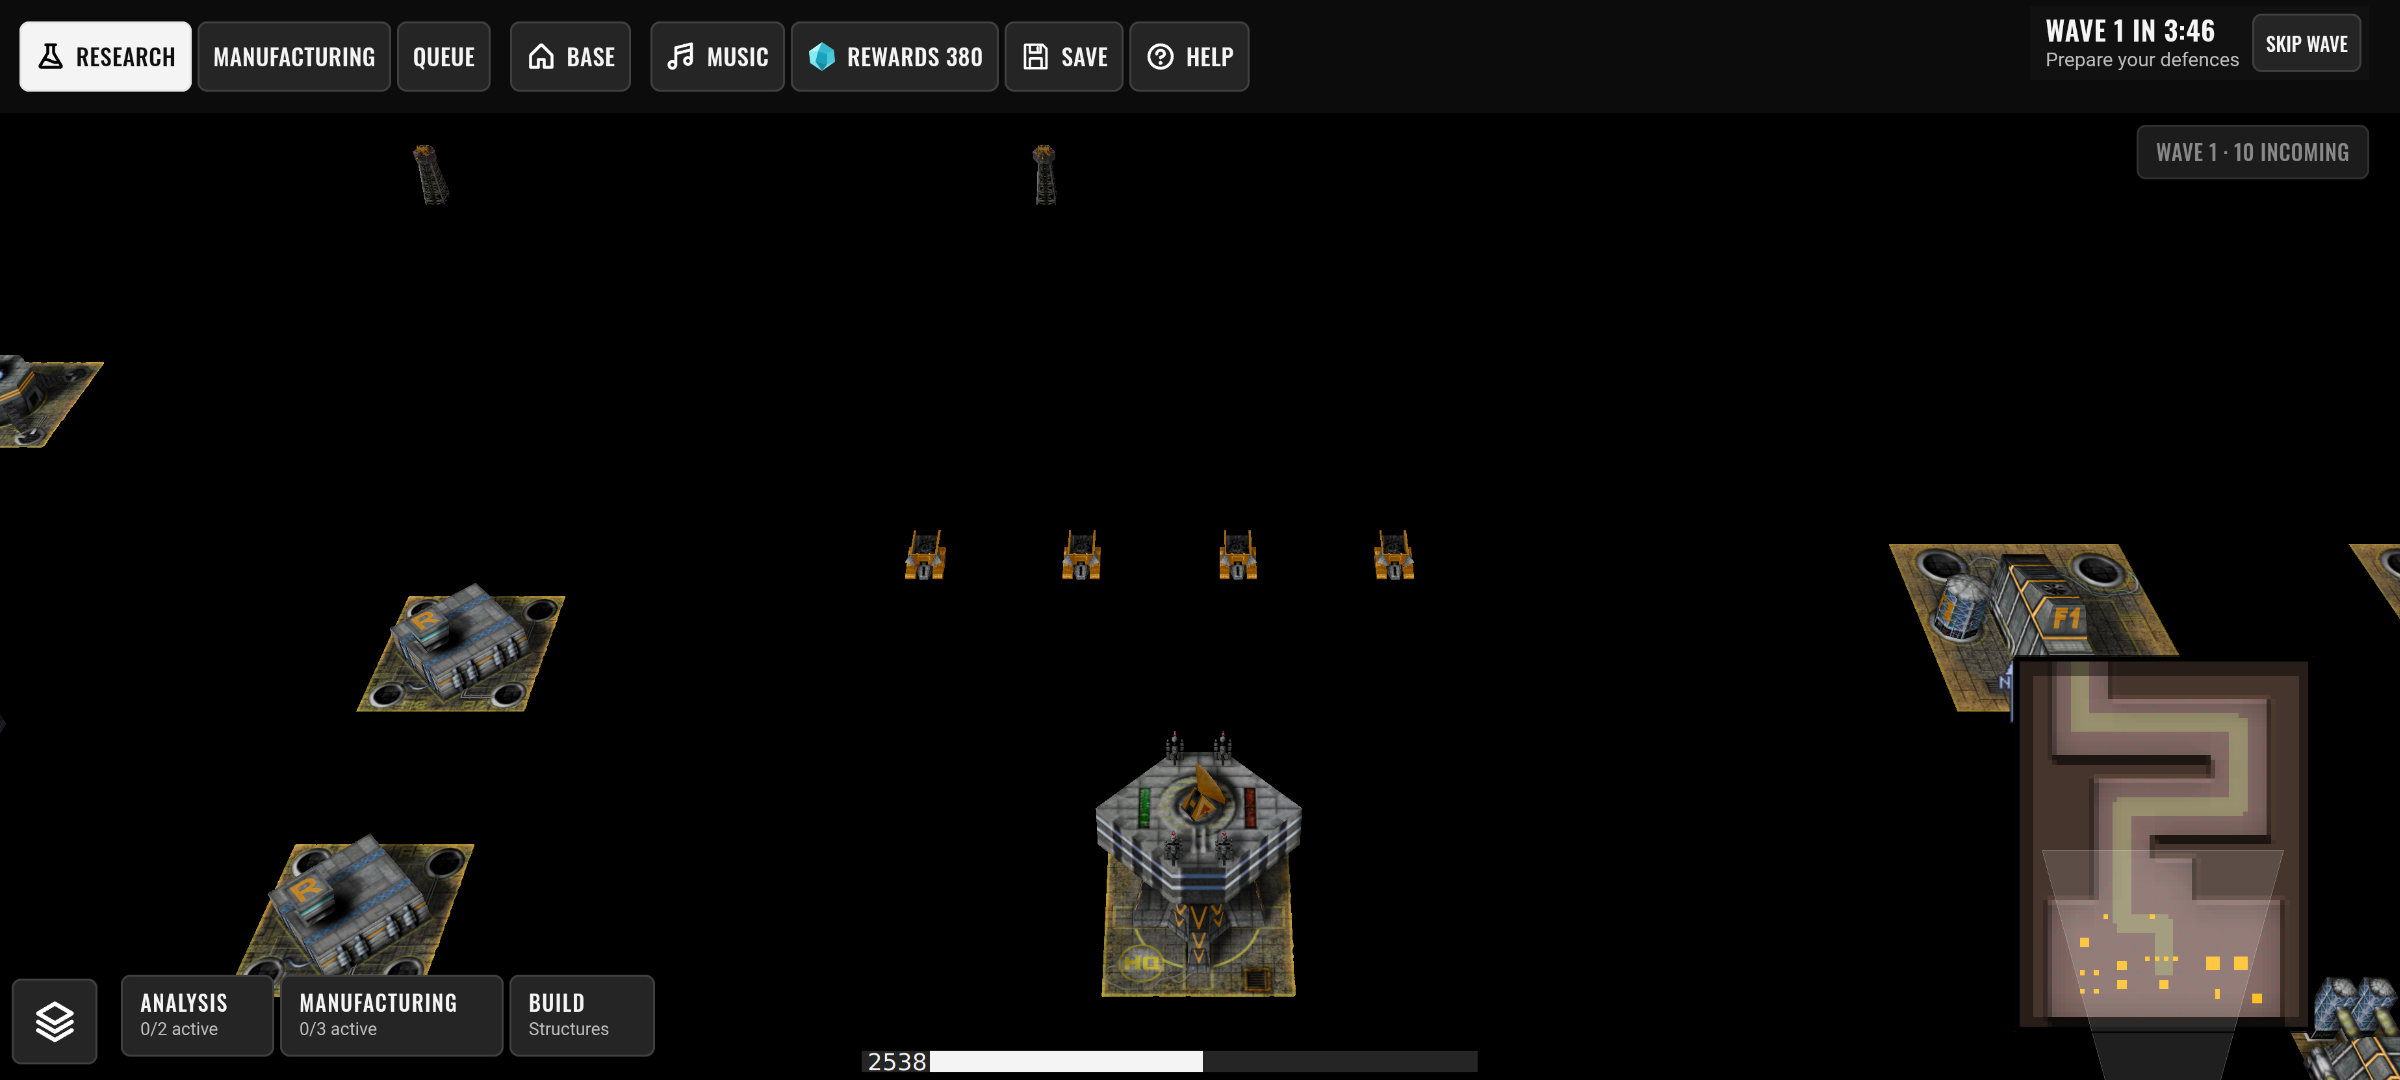 RESEARCH
MANUFACTURING
QUEUE
BASE
MUSIC
REWARDS 380
SAVE
HELP
WAVE 1 IN 3:46
Prepare your defences
SKIP WAVE
WAVE 1 · 10 INCOMING
R
F1
N
R
HQ
ANALYSIS
0/2 active
MANUFACTURING
0/3 active
BUILD
Structures
2538